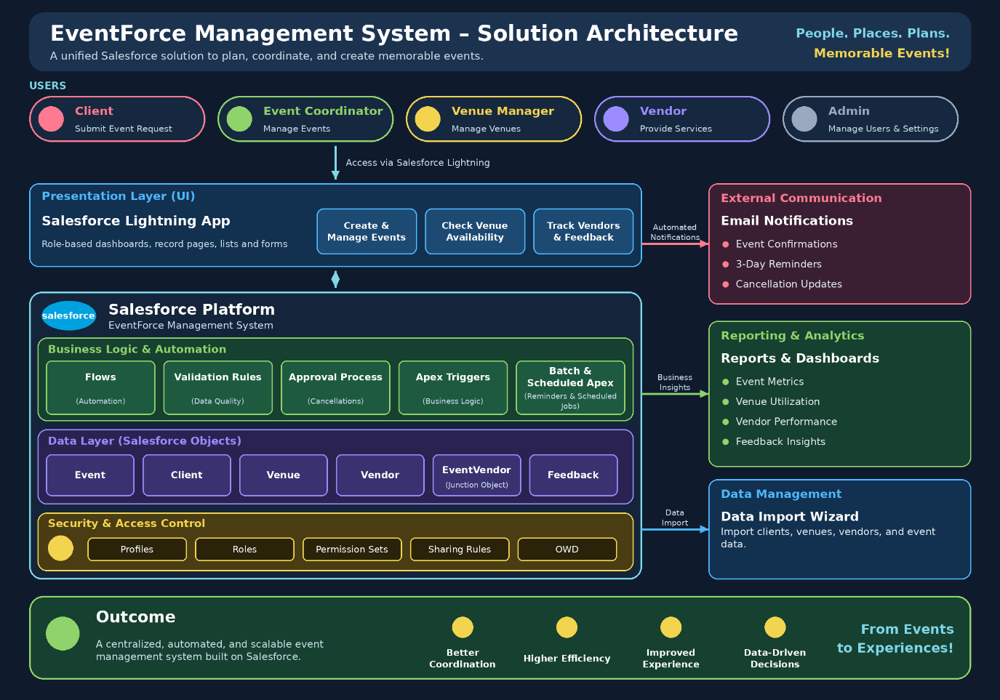 EventForce Management System – Solution Architecture
A unified Salesforce solution to plan, coordinate, and create memorable events.
People. Places. Plans.
Memorable Events!
USERS
Client
Submit Event Request
Event Coordinator
Manage Events
Venue Manager
Manage Venues
Vendor
Provide Services
Admin
Manage Users & Settings
Access via Salesforce Lightning
Presentation Layer (UI)
Salesforce Lightning App
Role-based dashboards, record pages, lists and forms
Create &
Manage Events
Check Venue
Availability
Track Vendors
& Feedback
Automated
Notifications
External Communication
Email Notifications
Event Confirmations
3-Day Reminders
Cancellation Updates
salesforce
Salesforce Platform
EventForce Management System
Business Logic & Automation
Flows
(Automation)
Validation Rules
(Data Quality)
Approval Process
(Cancellations)
Apex Triggers
(Business Logic)
Batch &
Scheduled Apex
(Reminders & Scheduled
Jobs)
Business
Insights
Reporting & Analytics
Reports & Dashboards
Event Metrics
Venue Utilization
Vendor Performance
Feedback Insights
Data Layer (Salesforce Objects)
Event
Client
Venue
Vendor
EventVendor
(Junction Object)
Feedback
Security & Access Control
Profiles
Roles
Permission Sets
Sharing Rules
OWD
Data
Import
Data Management
Data Import Wizard
Import clients, venues, vendors, and event
data.
Outcome
A centralized, automated, and scalable event
management system built on Salesforce.
Better
Coordination
Higher Efficiency
Improved
Experience
Data-Driven
Decisions
From Events
to Experiences!